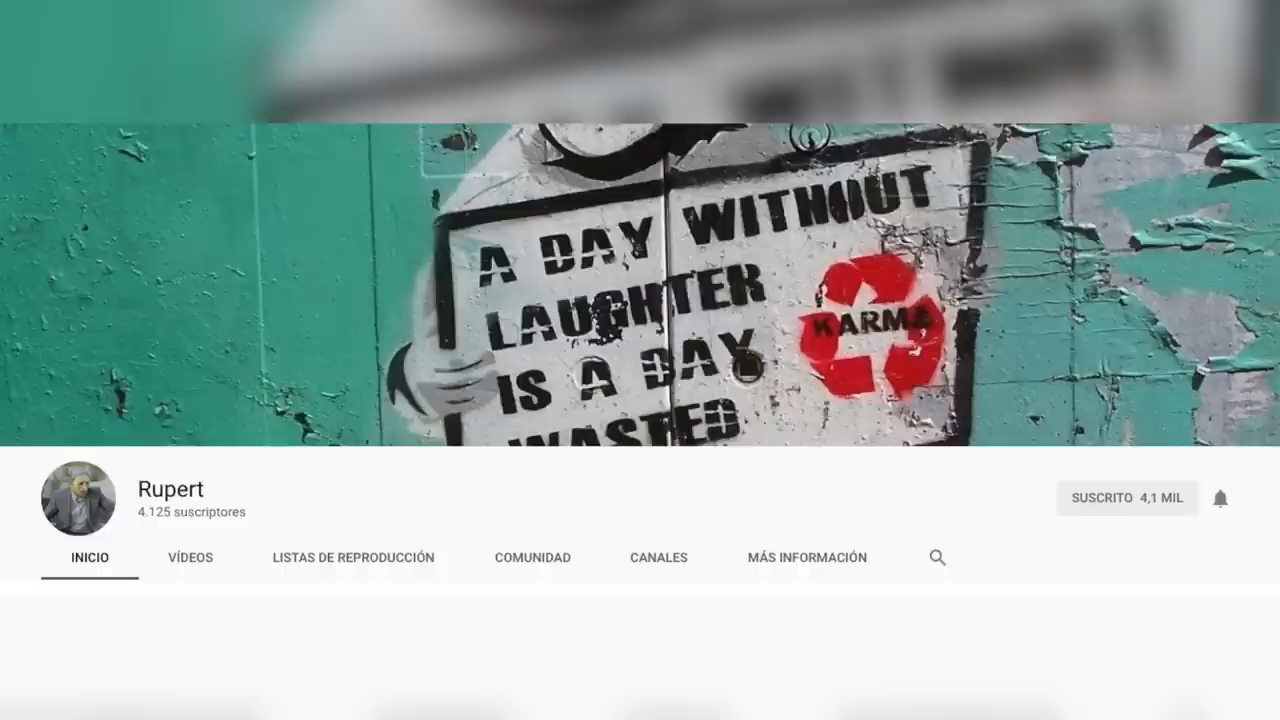 A DAY WITHOUT
LAUGHTER
IS A DAY
WASTED
KARMA
Rupert
4.125 suscriptores
SUSCRITO 4,1 MIL
INICIO VÍDEOS LISTAS DE REPRODUCCIÓN COMUNIDAD CANALES MÁS INFORMACIÓN